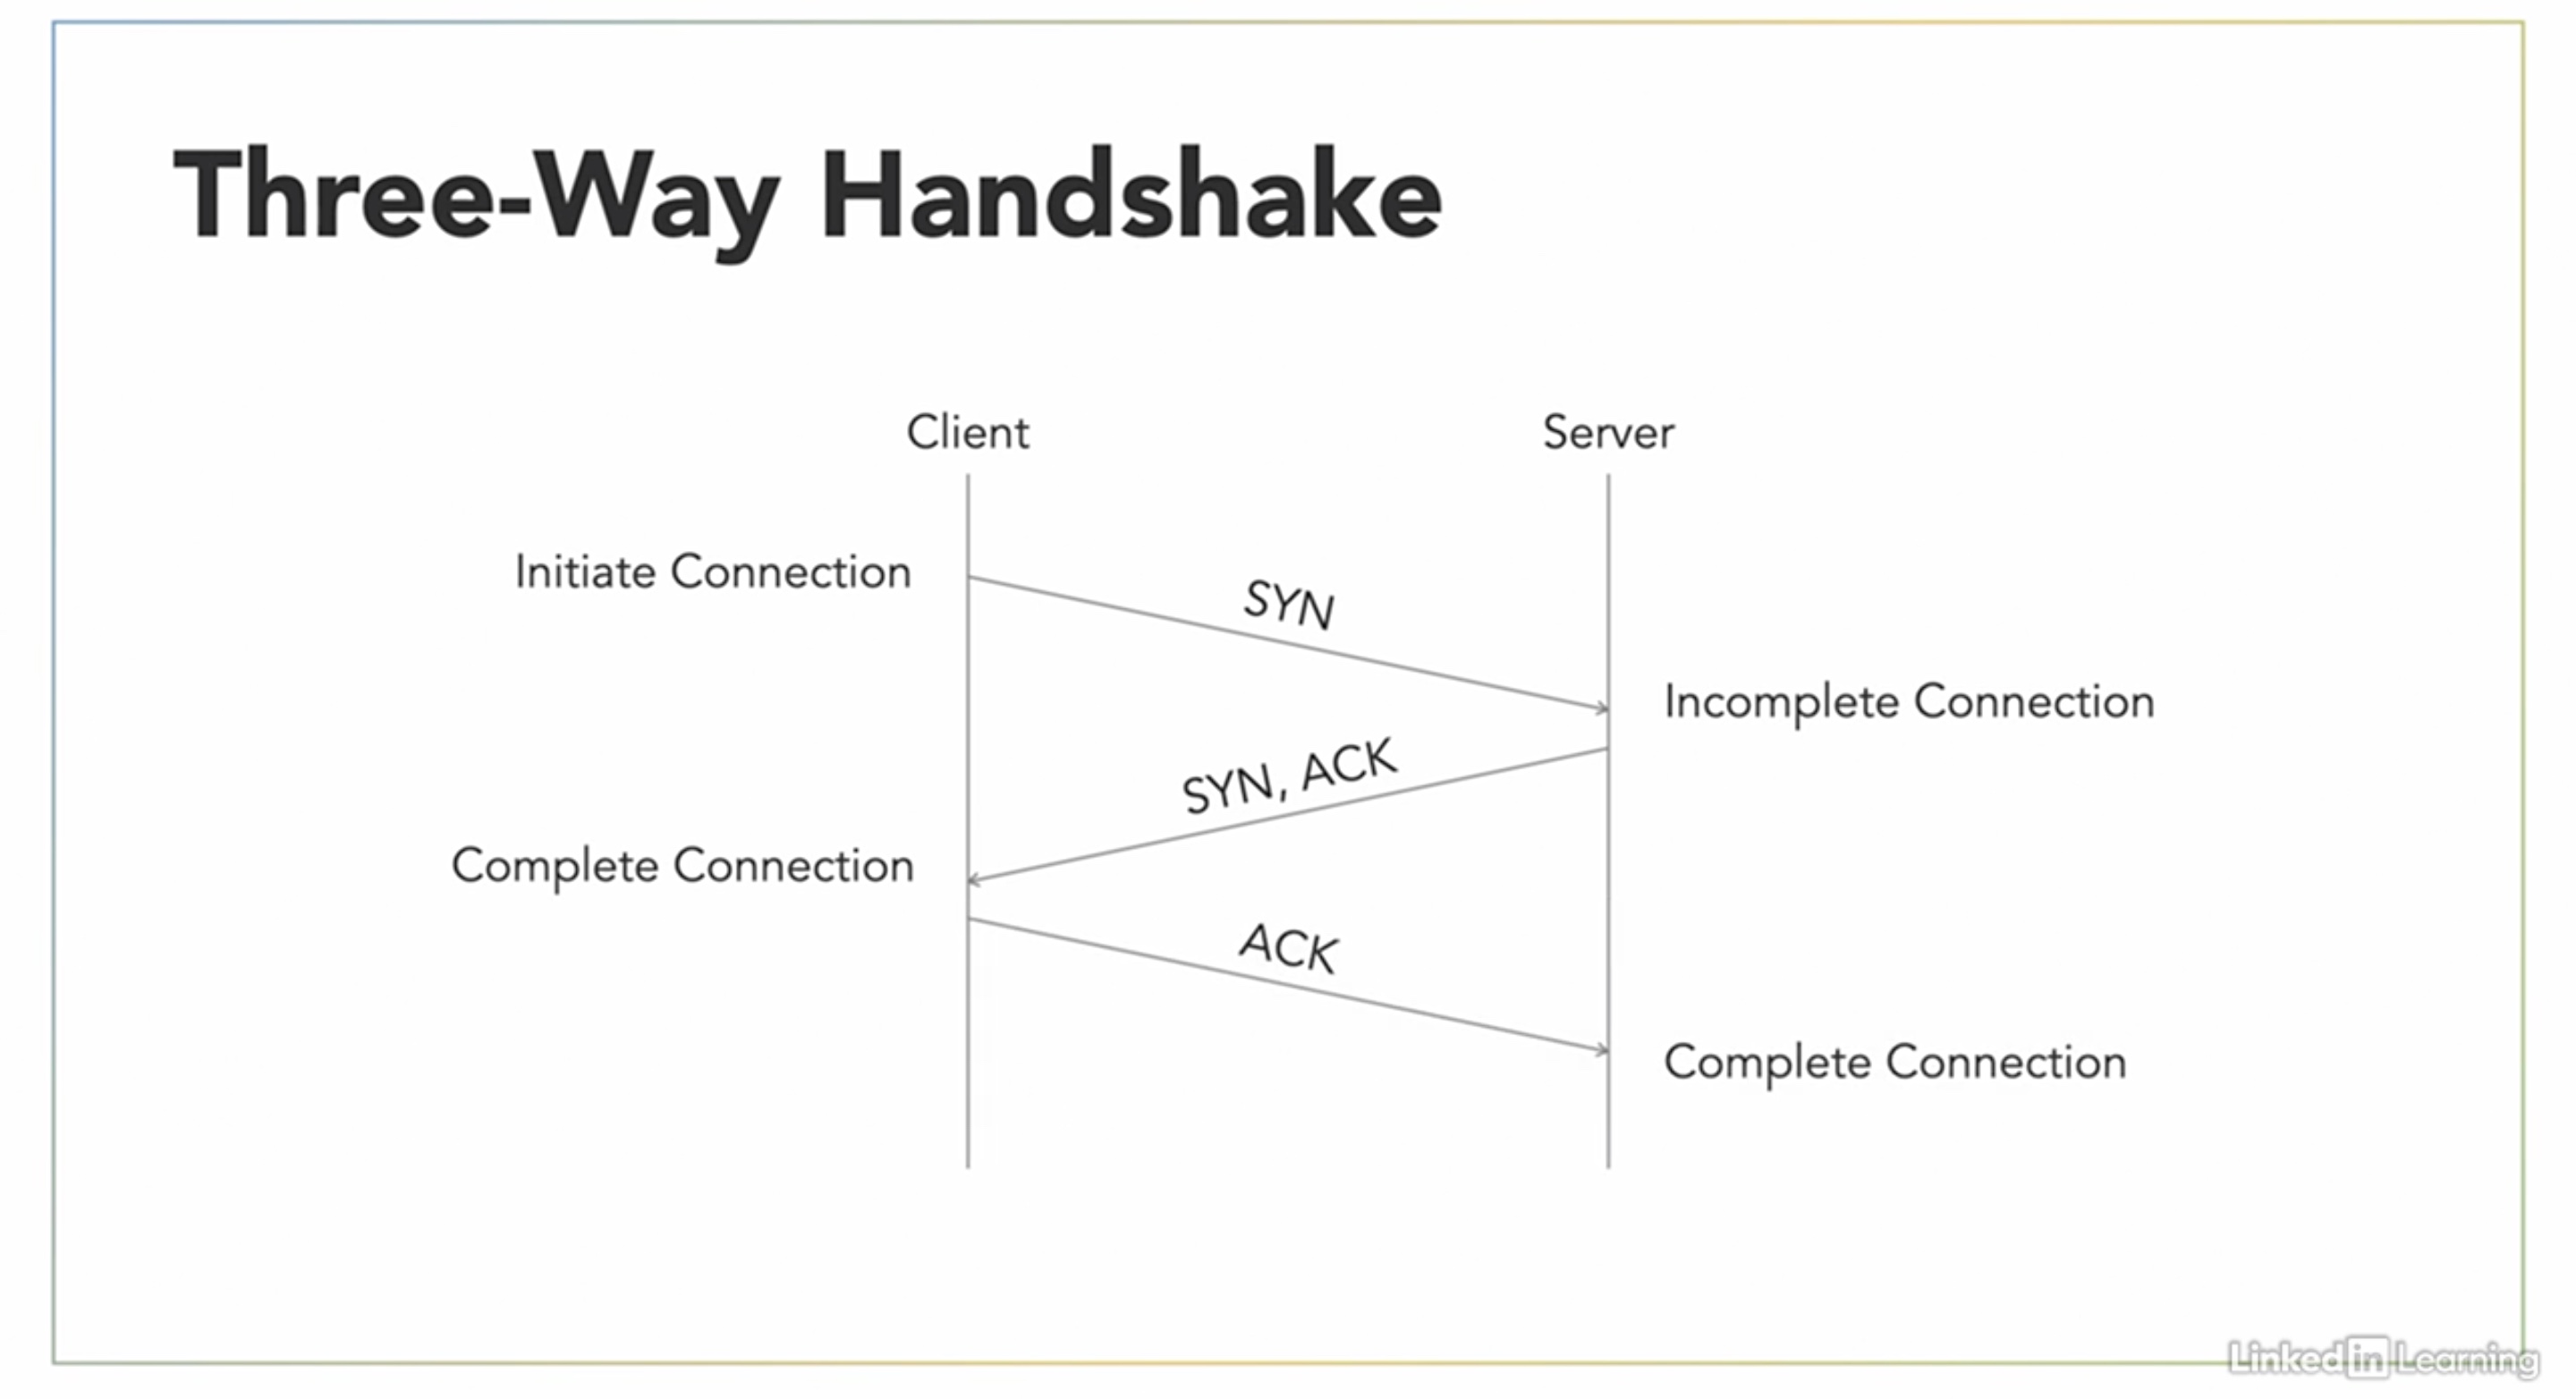 Three-Way Handshake
Client
Server
Initiate Connection
SYN
Incomplete Connection
SYN, ACK
Complete Connection
ACK
Complete Connection
Linked in Learning